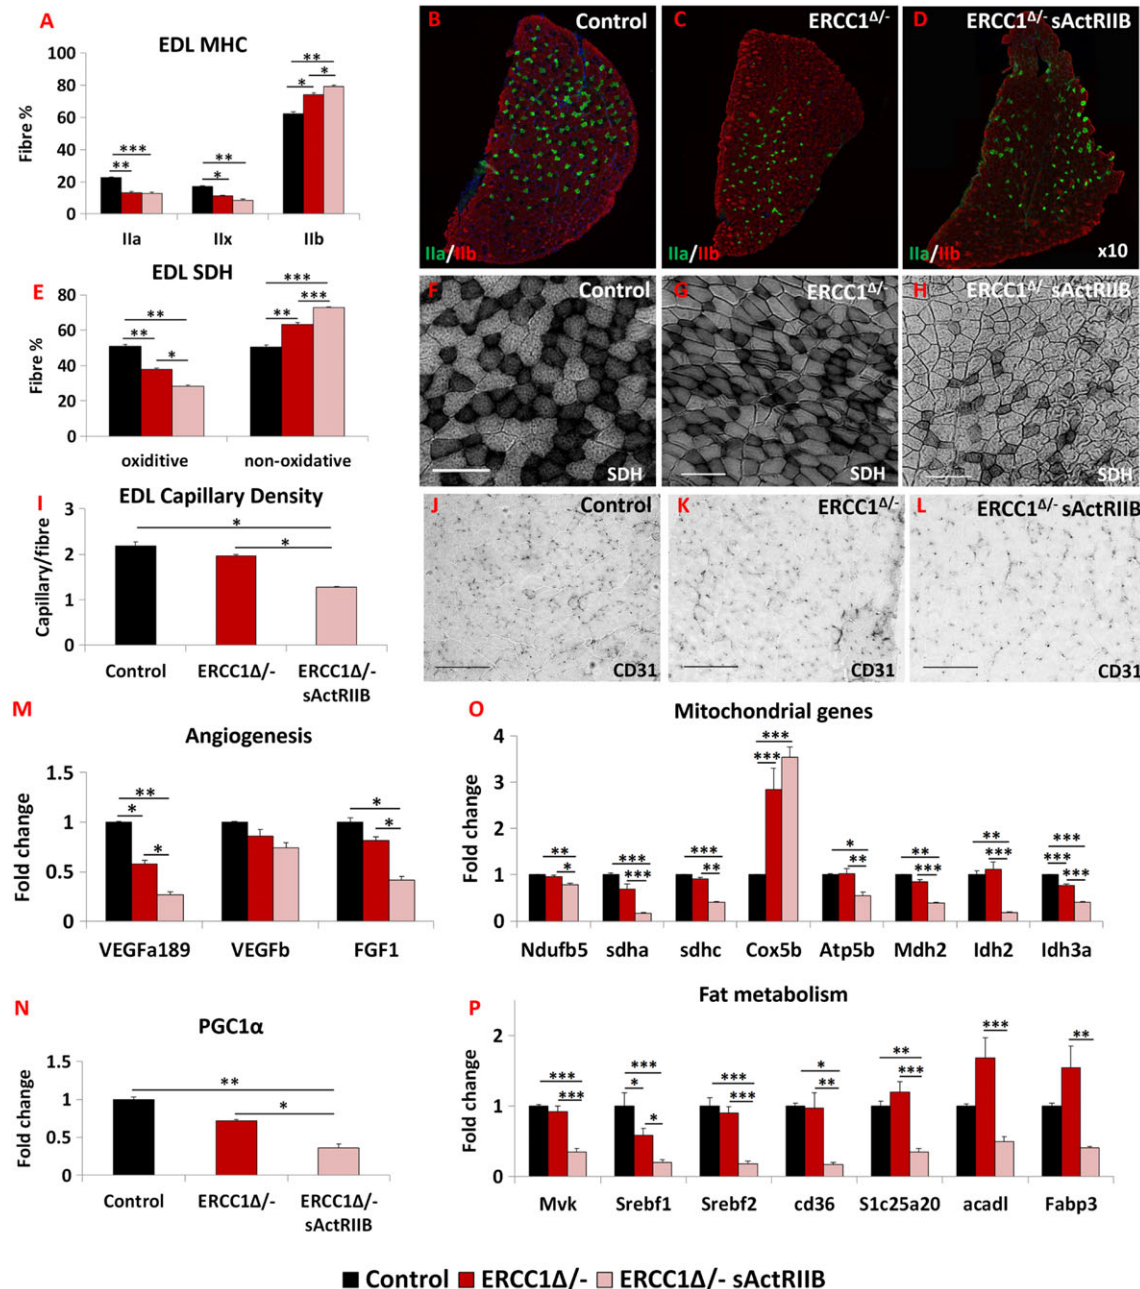 A
EDL MHC
Fibre %
100
80
60
40
20
0
** * *
*** **
** *
IIa IIx IIb
B Control
IIa/IIb
C ERCC1Δ/-
IIa/IIb
D ERCC1Δ/- sActRIIB
IIa/IIb x10
E
EDL SDH
Fibre %
80
60
40
20
0
** ** *
*** *** **
oxiditive non-oxidative
F Control
SDH
G ERCC1Δ/-
SDH
H ERCC1Δ/- sActRIIB
SDH
I
EDL Capillary Density
Capillary/fibre
3
2
1
0
*
*
Control ERCC1Δ/- ERCC1Δ/-
sActRIIB
J Control
CD31
K ERCC1Δ/-
CD31
L ERCC1Δ/- sActRIIB
CD31
M
Angiogenesis
Fold change
1.5
1
0.5
0
** * *
* *
VEGFa189 VEGFb FGF1
O
Mitochondrial genes
Fold change
4
3
2
1
0
** *
*** ***
*** **
*** ***
* **
** ***
** ***
*** *** ***
Ndufb5 sdha sdhc Cox5b Atp5b Mdh2 Idh2 Idh3a
N
PGC1α
Fold change
1.5
1
0.5
0
**
*
Control ERCC1Δ/- ERCC1Δ/-
sActRIIB
P
Fat metabolism
Fold change
2
1
0
*** ***
*** * *
*** ***
* **
** ***
***
**
Mvk Srebf1 Srebf2 cd36 S1c25a20 acadl Fabp3
Control ERCC1Δ/- ERCC1Δ/- sActRIIB